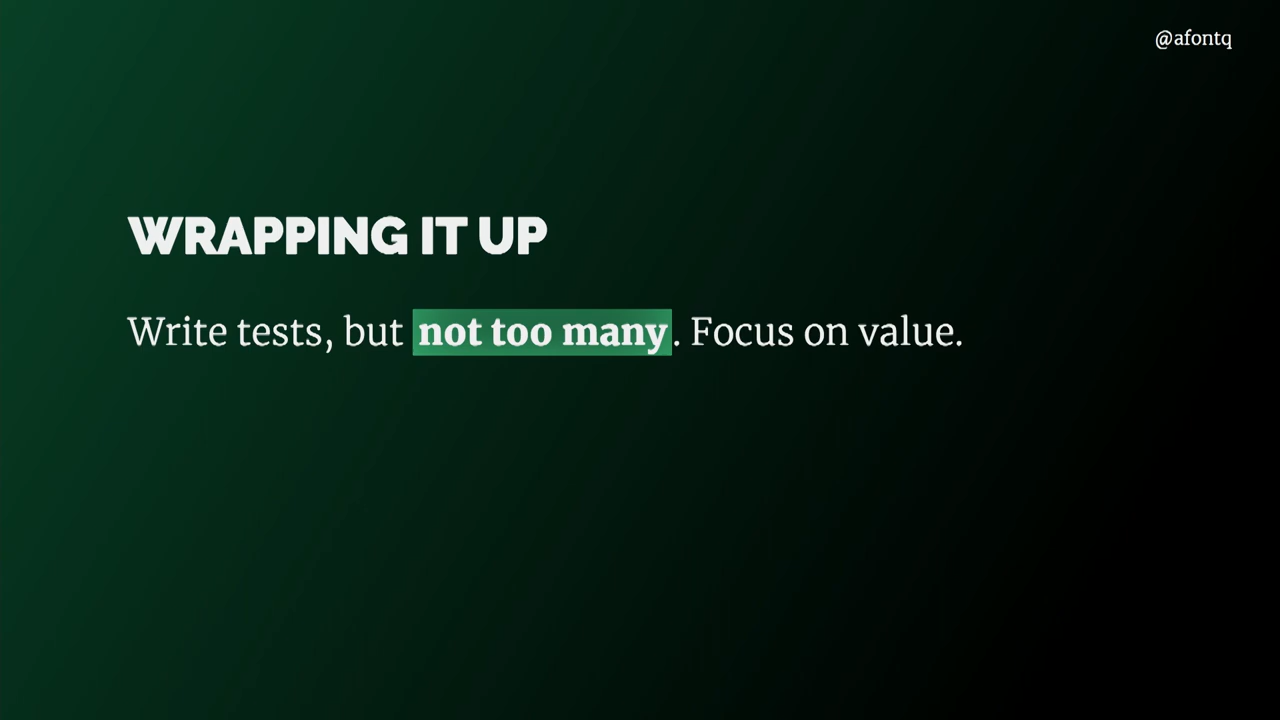 @afontq
WRAPPING IT UP
Write tests, but not too many. Focus on value.